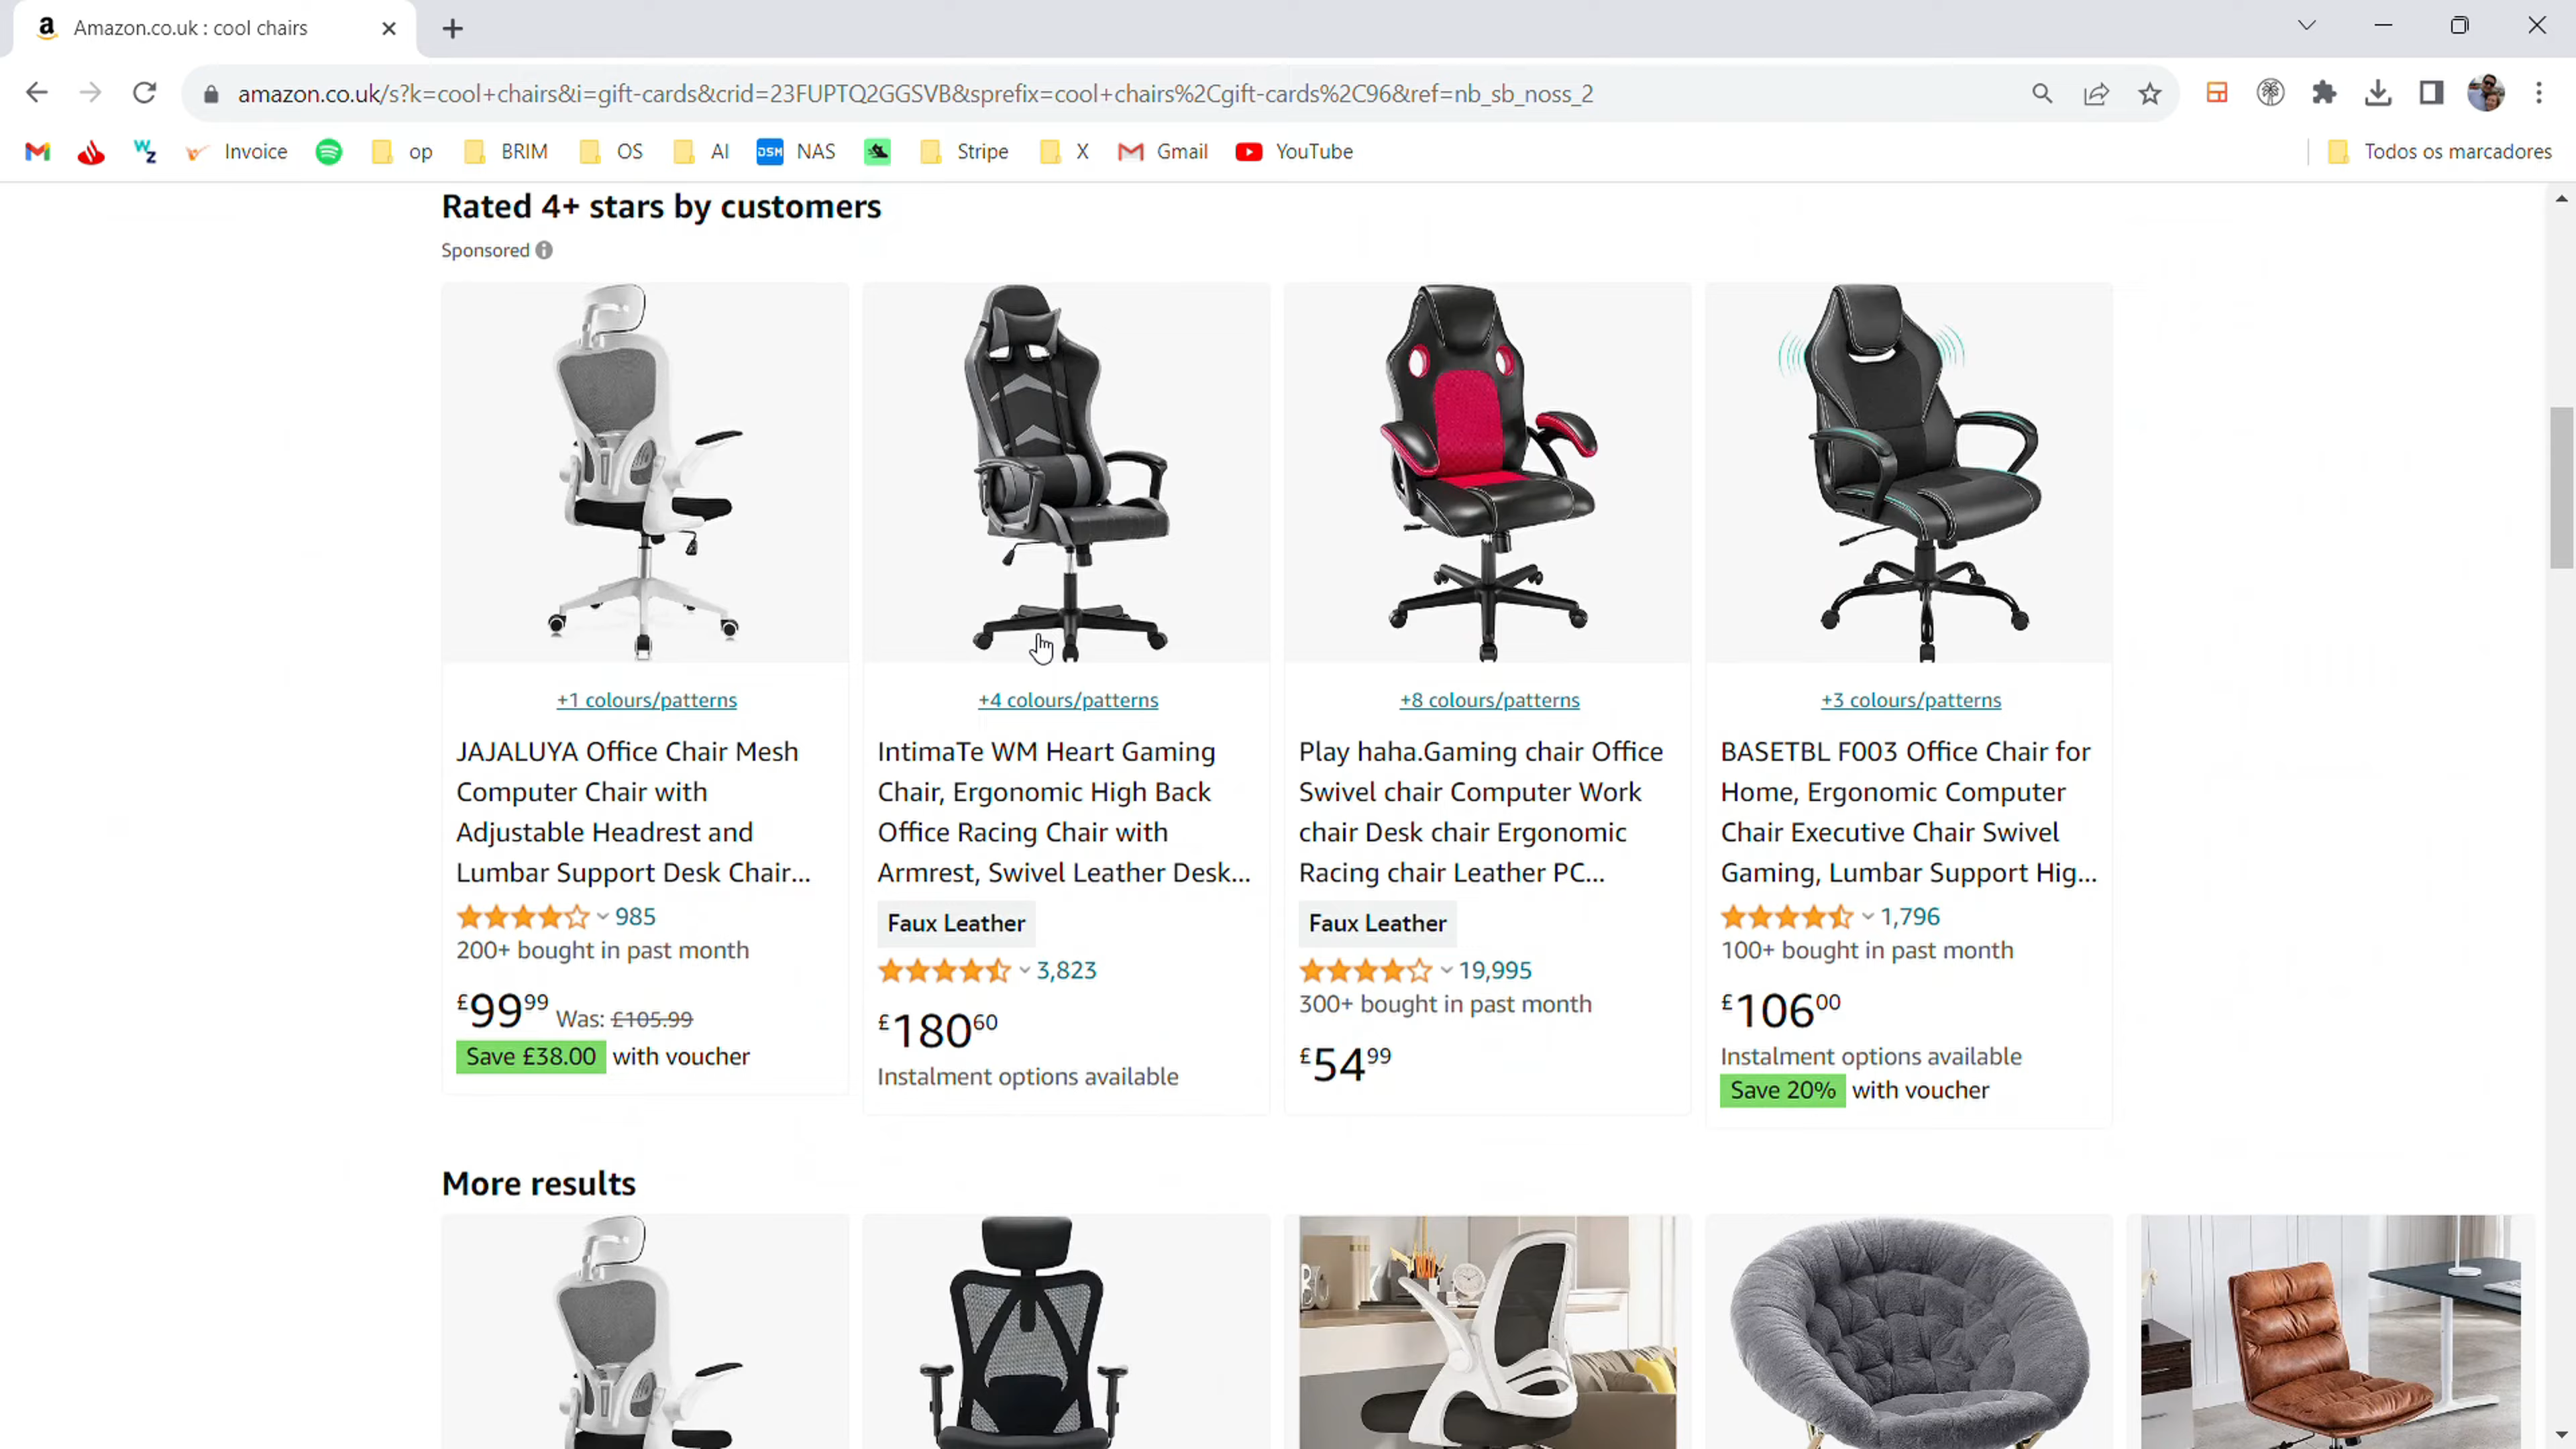 Amazon.co.uk : cool chairs
amazon.co.uk/s?k=cool+chairs&i=gift-cards&crid=23FUPTQ2GGSVB&sprefix=cool+chairs%2Cgift-cards%2C96&ref=nb_sb_noss_2
Invoice op BRIM OS AI NAS Stripe X Gmail YouTube Todos os marcadores
Rated 4+ stars by customers
Sponsored
+1 colours/patterns
JAJALUYA Office Chair Mesh
Computer Chair with
Adjustable Headrest and
Lumbar Support Desk Chair...
985
200+ bought in past month
£99.99 Was: £105.99
Save £38.00 with voucher
+4 colours/patterns
IntimaTe WM Heart Gaming
Chair, Ergonomic High Back
Office Racing Chair with
Armrest, Swivel Leather Desk...
Faux Leather
3,823
£180.60
Instalment options available
+8 colours/patterns
Play haha.Gaming chair Office
Swivel chair Computer Work
chair Desk chair Ergonomic
Racing chair Leather PC...
Faux Leather
19,995
300+ bought in past month
£54.99
+3 colours/patterns
BASETBL F003 Office Chair for
Home, Ergonomic Computer
Chair Executive Chair Swivel
Gaming, Lumbar Support Hig...
1,796
100+ bought in past month
£106.00
Instalment options available
Save 20% with voucher
More results